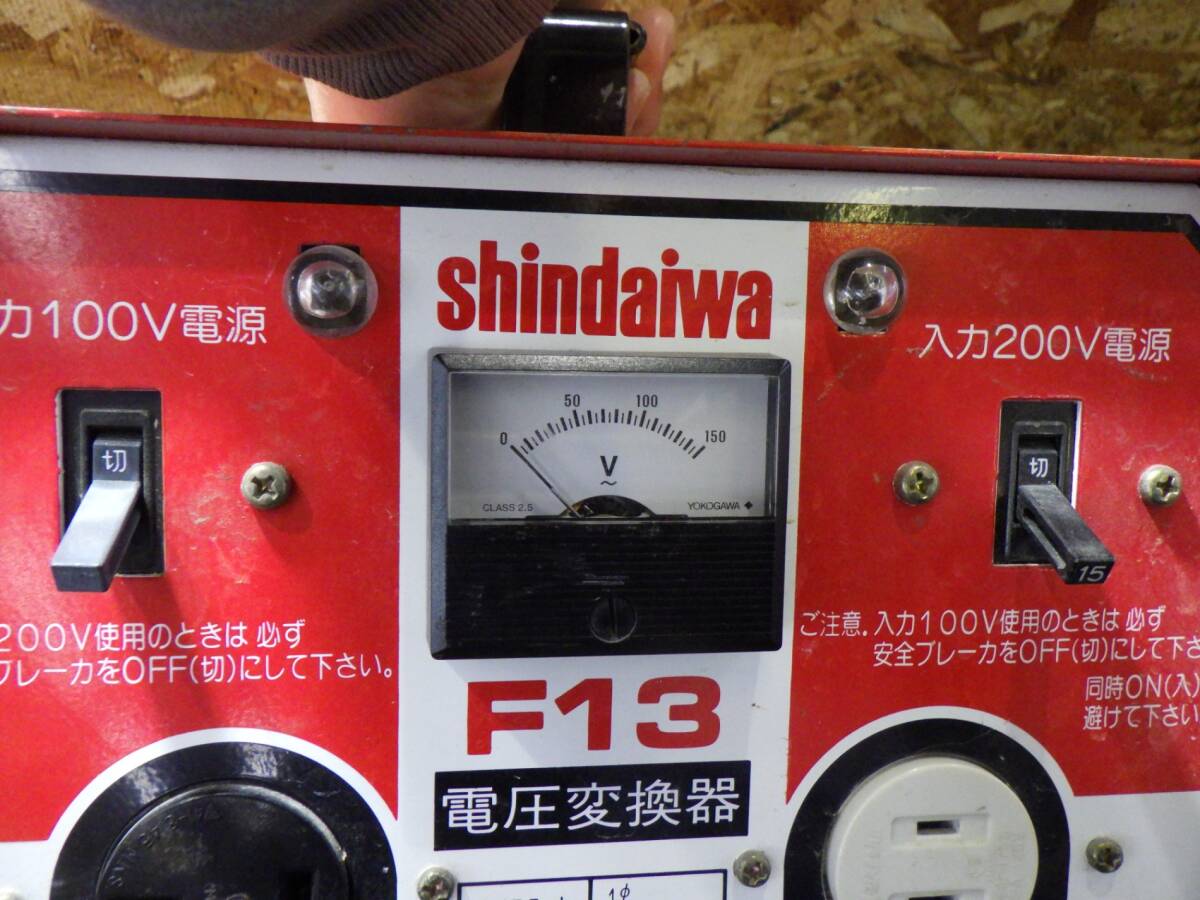 shindaiwa
力100V電源
入力200V電源
切
切
15
0 50 100 150
V
CLASS 2.5
YOKOGAWA
200V使用のときは 必ず
ブレーカをOFF(切)にして下さい。
ご注意. 入力100V使用のときは必ず
安全ブレーカをOFF(切)にして下さ
同時ON(入)
避けて下さい
F13
電圧変換器
1φ